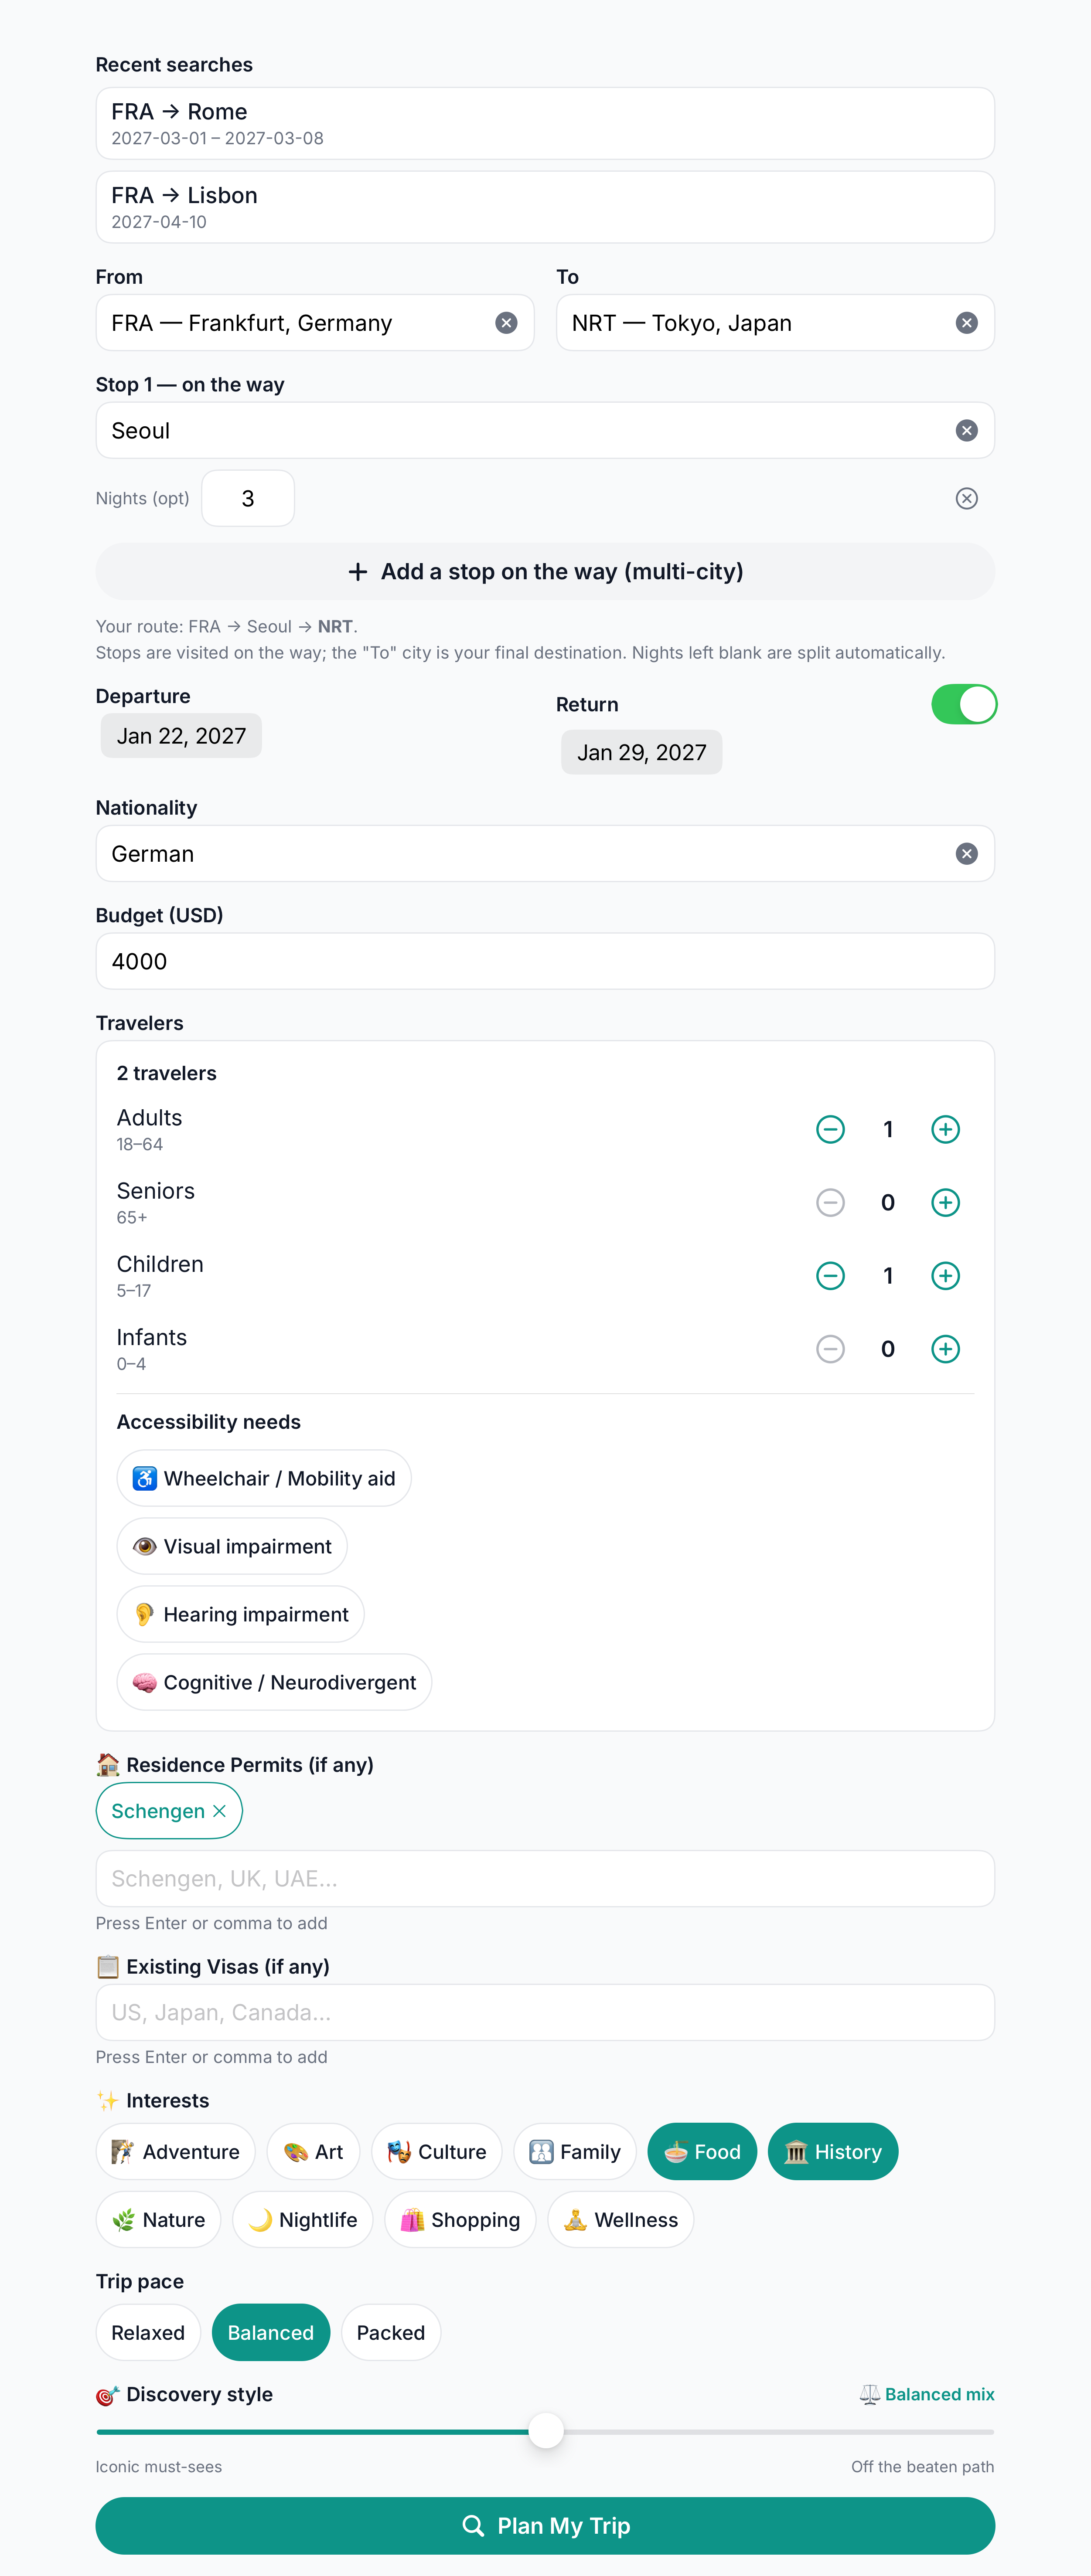 Recent searches
FRA → Rome
2027-03-01 – 2027-03-08
FRA → Lisbon
2027-04-10
From
To
FRA — Frankfurt, Germany
NRT — Tokyo, Japan
Stop 1 — on the way
Seoul
Nights (opt)
3
Add a stop on the way (multi-city)
Your route: FRA → Seoul → NRT.
Stops are visited on the way; the "To" city is your final destination. Nights left blank are split automatically.
Departure
Return
Jan 22, 2027
Jan 29, 2027
Nationality
German
Budget (USD)
4000
Travelers
2 travelers
Adults
18–64
1
Seniors
65+
0
Children
5–17
1
Infants
0–4
0
Accessibility needs
Wheelchair / Mobility aid
Visual impairment
Hearing impairment
Cognitive / Neurodivergent
Residence Permits (if any)
Schengen
Schengen, UK, UAE...
Press Enter or comma to add
Existing Visas (if any)
US, Japan, Canada...
Press Enter or comma to add
Interests
Adventure Art Culture Family Food History
Nature Nightlife Shopping Wellness
Trip pace
Relaxed Balanced Packed
Discovery style
Balanced mix
Iconic must-sees
Off the beaten path
Plan My Trip